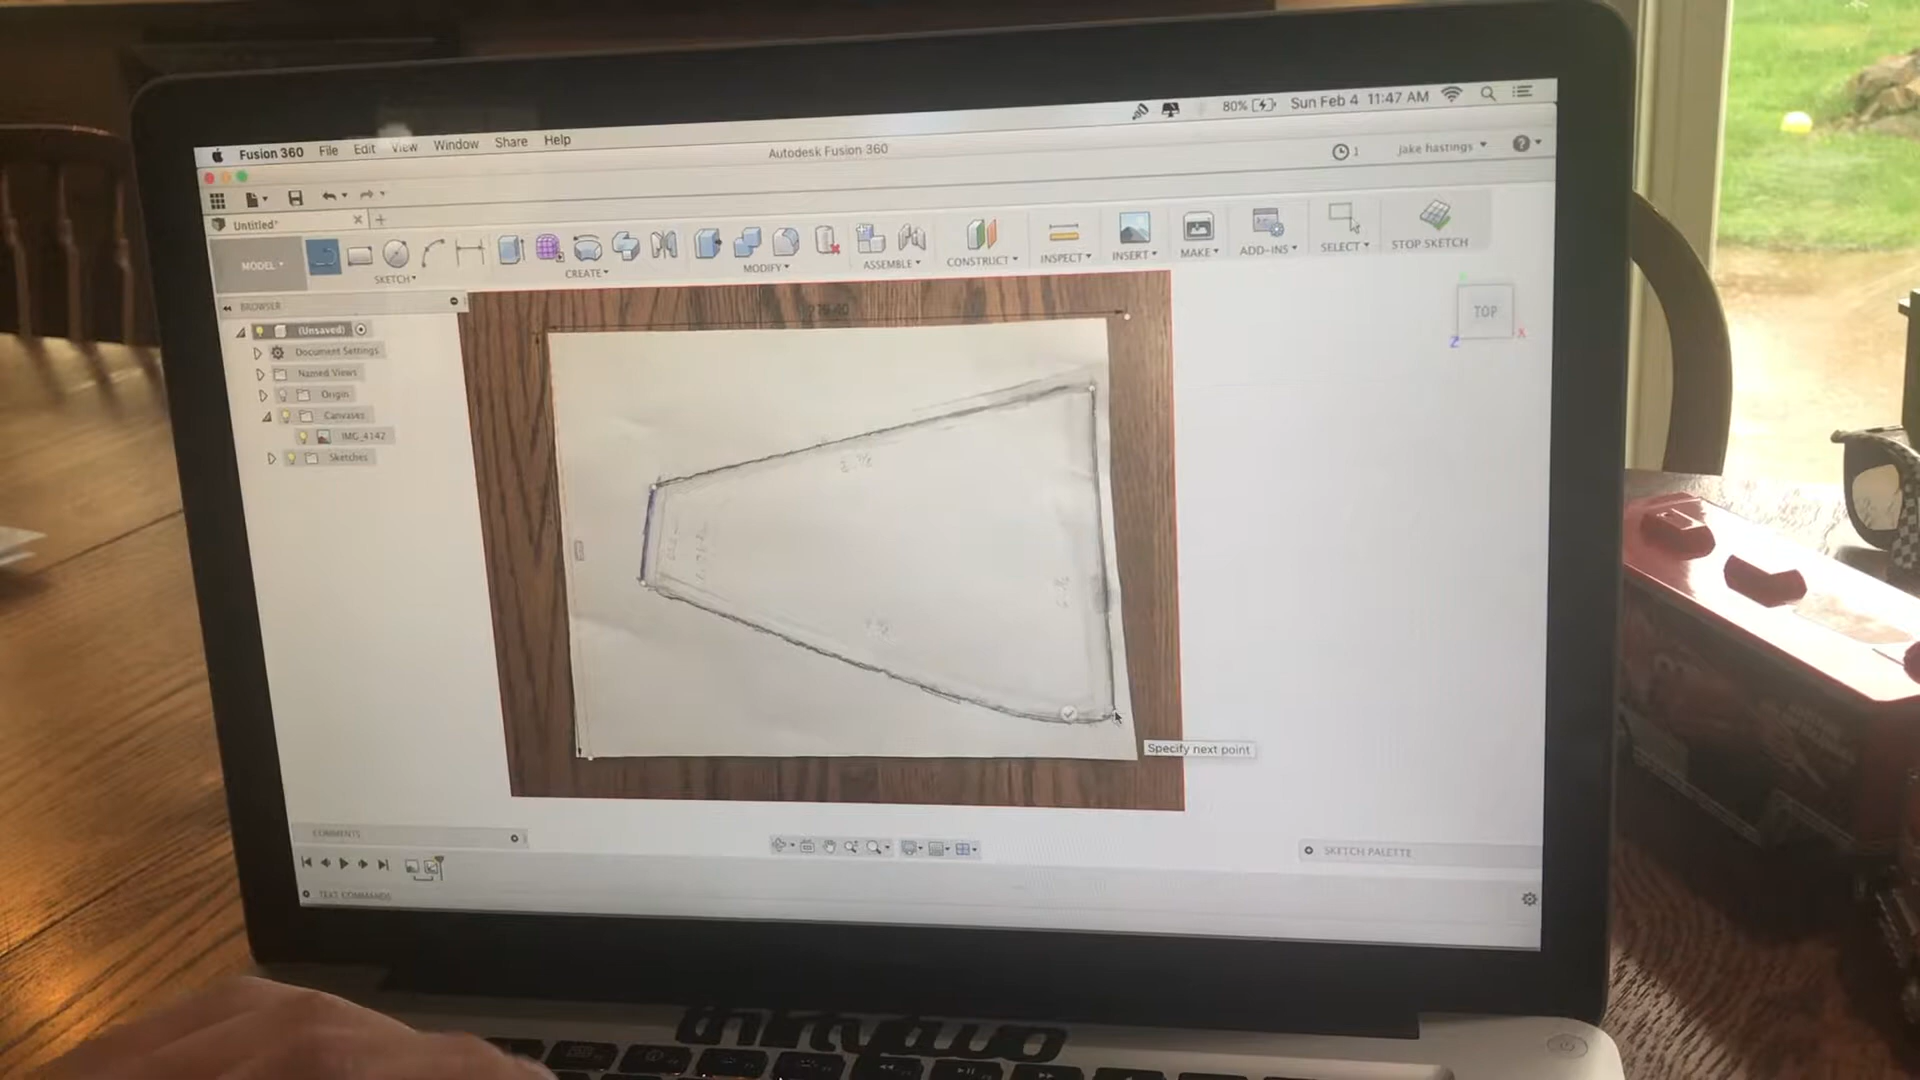 80% Sun Feb 4 11:47 AM
Fusion 360 File Edit View Window Share Help
Autodesk Fusion 360
1 jake hastings ?
Untitled*
MODEL
SKETCH
CREATE
MODIFY
ASSEMBLE
CONSTRUCT
INSPECT
INSERT
MAKE
ADD-INS
SELECT
STOP SKETCH
BROWSER
(Unsaved)
Document Settings
Named Views
Origin
Canvases
IMG_4142
Sketches
TOP
X
Z
Specify next point
COMMENTS
SKETCH PALETTE
TEXT COMMANDS
thirtytwo